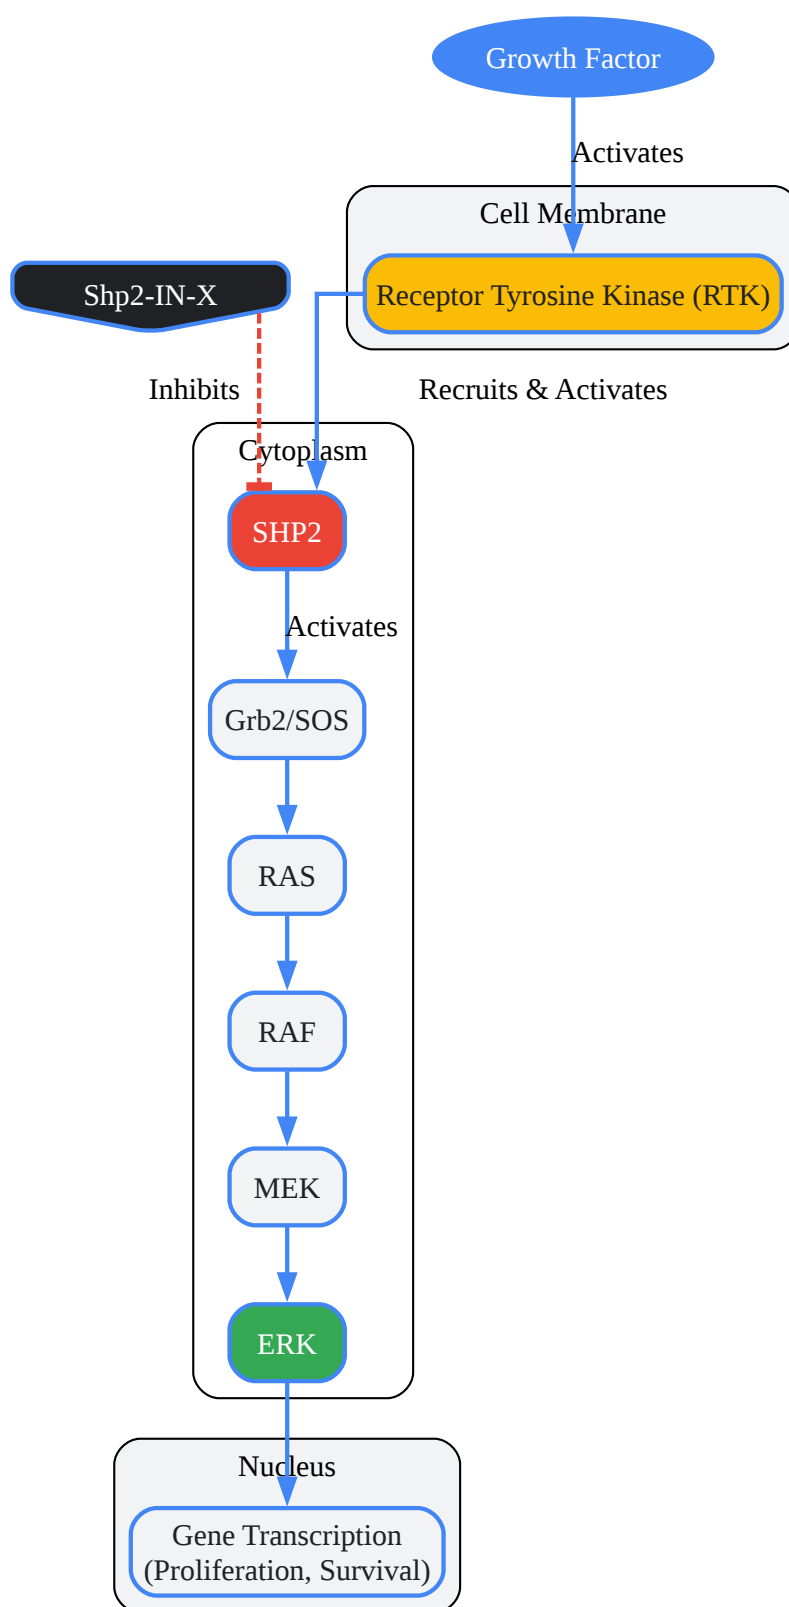 Growth Factor
Activates
Cell Membrane
Shp2-IN-X
Receptor Tyrosine Kinase (RTK)
Inhibits
Recruits & Activates
Cytoplasm
SHP2
Activates
Grb2/SOS
RAS
RAF
MEK
ERK
Nucleus
Gene Transcription
(Proliferation, Survival)